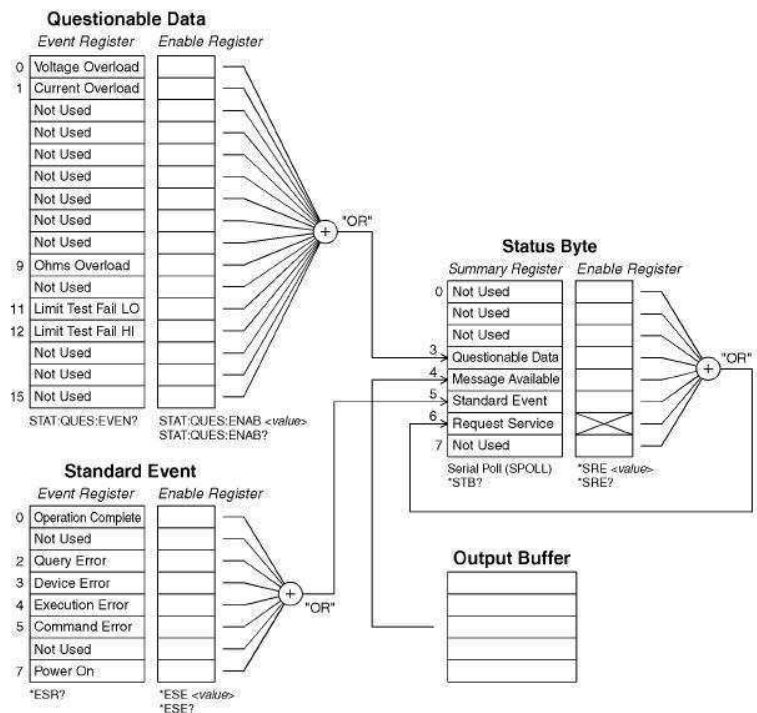 Questionable Data
Event Register Enable Register
0 Voltage Overload
1 Current Overload
Not Used
Not Used
Not Used
Not Used
Not Used
Not Used
Not Used
9 Ohms Overload
Not Used
11 Limit Test Fail LO
12 Limit Test Fail HI
Not Used
Not Used
15 Not Used
+ "OR"
STAT:QUES:EVEN? STAT:QUES:ENAB <value>
STAT:QUES:ENAB?
Status Byte
Summary Register Enable Register
0 Not Used
Not Used
Not Used
3 Questionable Data
4 Message Available
5 Standard Event
6 Request Service
7 Not Used
+ "OR"
Serial Poll (SPOLL) *SRE <value>
*STB? *SRE?
Standard Event
Event Register Enable Register
0 Operation Complete
Not Used
2 Query Error
3 Device Error
4 Execution Error
5 Command Error
Not Used
7 Power On
+ "OR"
*ESR? *ESE <value>
*ESE?
Output Buffer